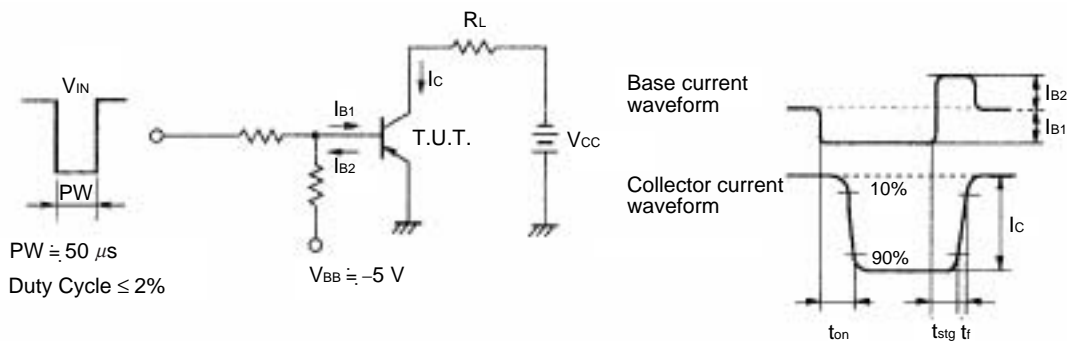 VIN
PW
PW ≒ 50 μs
Duty Cycle ≤ 2%
IB1
IB2
VBB ≒ −5 V
RL
IC
T.U.T.
VCC
Base current
waveform
IB2
IB1
Collector current
waveform
10%
90%
IC
ton
tstg
tf